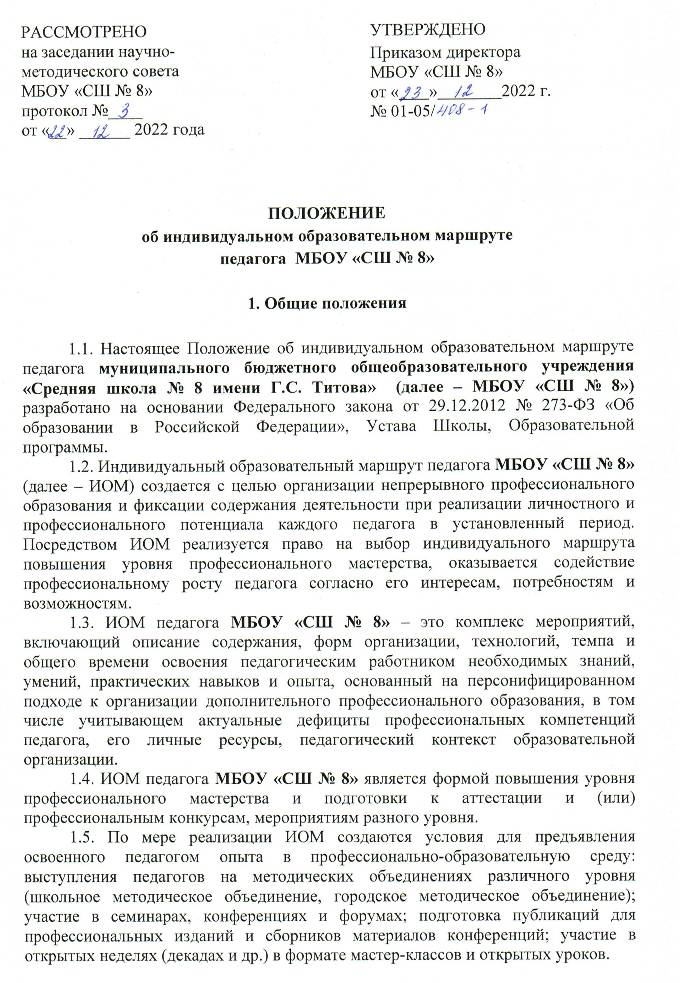 РАССМОТРЕНО
на заседании научно-
методического совета
МБОУ «СШ № 8»
протокол № 3
от «22» 12 2022 года
УТВЕРЖДЕНО
Приказом директора
МБОУ «СШ № 8»
от «23» 12 2022 г.
№ 01-05/408-1
ПОЛОЖЕНИЕ
об индивидуальном образовательном маршруте
педагога МБОУ «СШ № 8»
1. Общие положения
1.1. Настоящее Положение об индивидуальном образовательном маршруте
педагога муниципального бюджетного общеобразовательного учреждения
«Средняя школа № 8 имени Г.С. Титова» (далее – МБОУ «СШ № 8»)
разработано на основании Федерального закона от 29.12.2012 № 273-ФЗ «Об
образовании в Российской Федерации», Устава Школы, Образовательной
программы.
1.2. Индивидуальный образовательный маршрут педагога МБОУ «СШ № 8»
(далее – ИОМ) создается с целью организации непрерывного профессионального
образования и фиксации содержания деятельности при реализации личностного и
профессионального потенциала каждого педагога в установленный период.
Посредством ИОМ реализуется право на выбор индивидуального маршрута
повышения уровня профессионального мастерства, оказывается содействие
профессиональному росту педагога согласно его интересам, потребностям и
возможностям.
1.3. ИОМ педагога МБОУ «СШ № 8» – это комплекс мероприятий,
включающий описание содержания, форм организации, технологий, темпа и
общего времени освоения педагогическим работником необходимых знаний,
умений, практических навыков и опыта, основанный на персонифицированном
подходе к организации дополнительного профессионального образования, в том
числе учитывающем актуальные дефициты профессиональных компетенций
педагога, его личные ресурсы, педагогический контекст образовательной
организации.
1.4. ИОМ педагога МБОУ «СШ № 8» является формой повышения уровня
профессионального мастерства и подготовки к аттестации и (или)
профессиональным конкурсам, мероприятиям разного уровня.
1.5. По мере реализации ИОМ создаются условия для предъявления
освоенного педагогом опыта в профессионально-образовательную среду:
выступления педагогов на методических объединениях различного уровня
(школьное методическое объединение, городское методическое объединение);
участие в семинарах, конференциях и форумах; подготовка публикаций для
профессиональных изданий и сборников материалов конференций; участие в
открытых неделях (декадах и др.) в формате мастер-классов и открытых уроков.